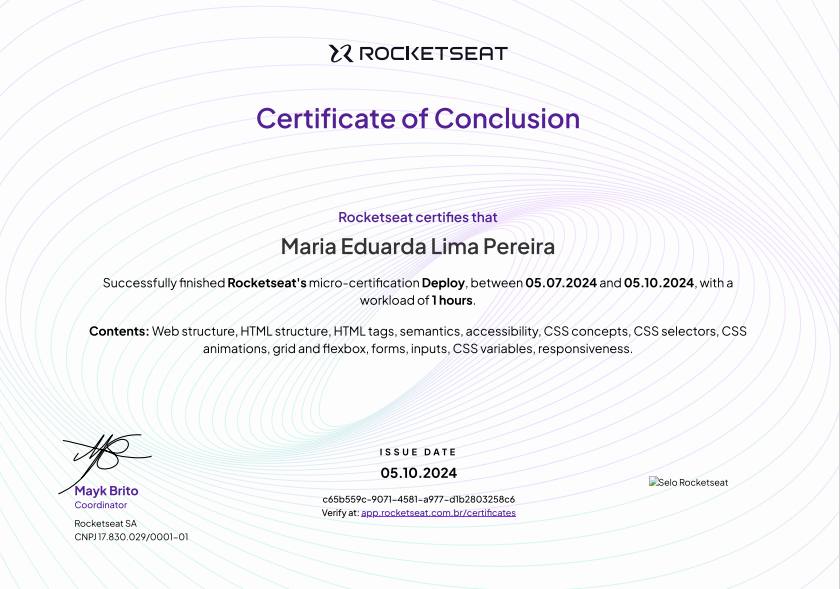 ROCKETSEAT
Certificate of Conclusion
Rocketseat certifies that
Maria Eduarda Lima Pereira
Successfully finished Rocketseat's micro-certification Deploy, between 05.07.2024 and 05.10.2024, with a
workload of 1 hours.
Contents: Web structure, HTML structure, HTML tags, semantics, accessibility, CSS concepts, CSS selectors, CSS
animations, grid and flexbox, forms, inputs, CSS variables, responsiveness.
Mayk Brito
Coordinator
Rocketseat SA
CNPJ 17.830.029/0001-01
ISSUE DATE
05.10.2024
c65b559c-9071-4581-a977-d1b2803258c6
Verify at: app.rocketseat.com.br/certificates
Selo Rocketseat